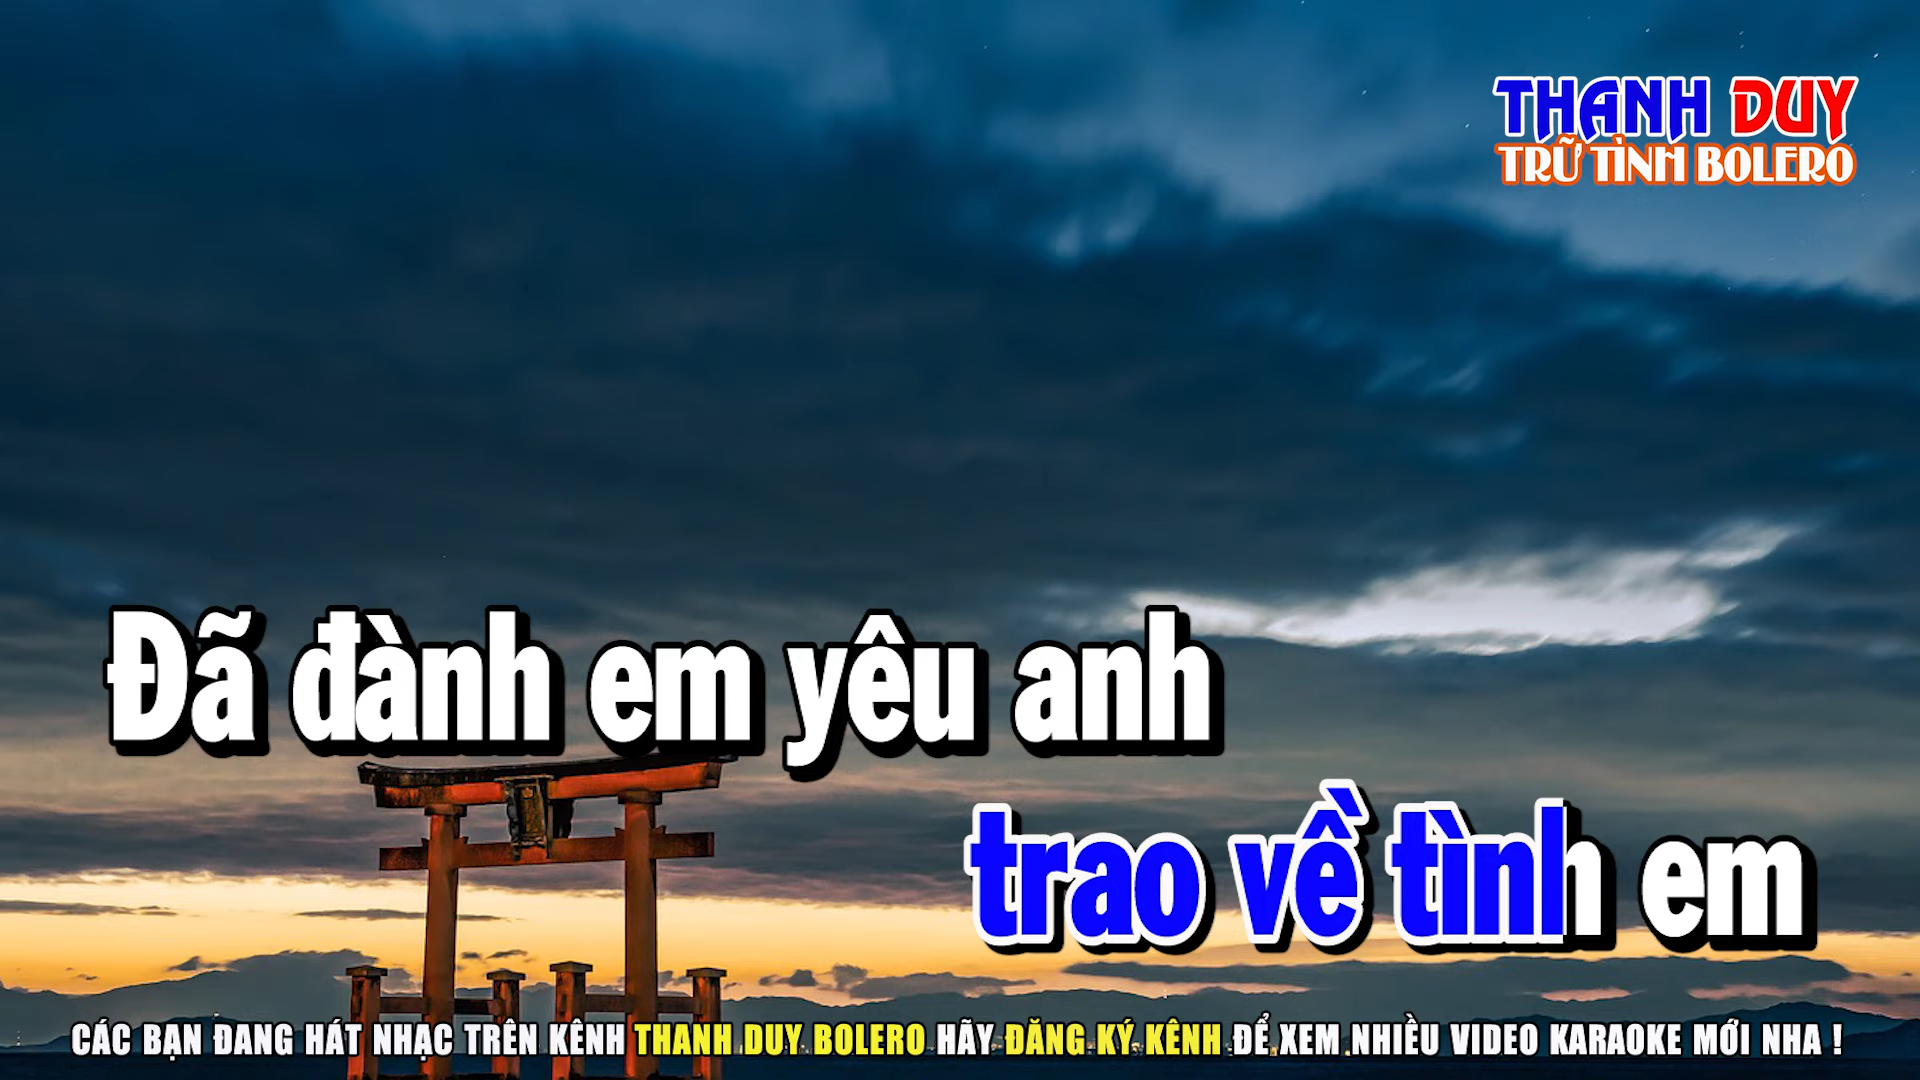 THANH DUY
TRỮ TÌNH BOLERO
Đã đành em yêu anh
trao về tình em
CÁC BẠN ĐANG HÁT NHẠC TRÊN KÊNH THANH DUY BOLERO HÃY ĐĂNG KÝ KÊNH ĐỂ XEM NHIỀU VIDEO KARAOKE MỚI NHA !